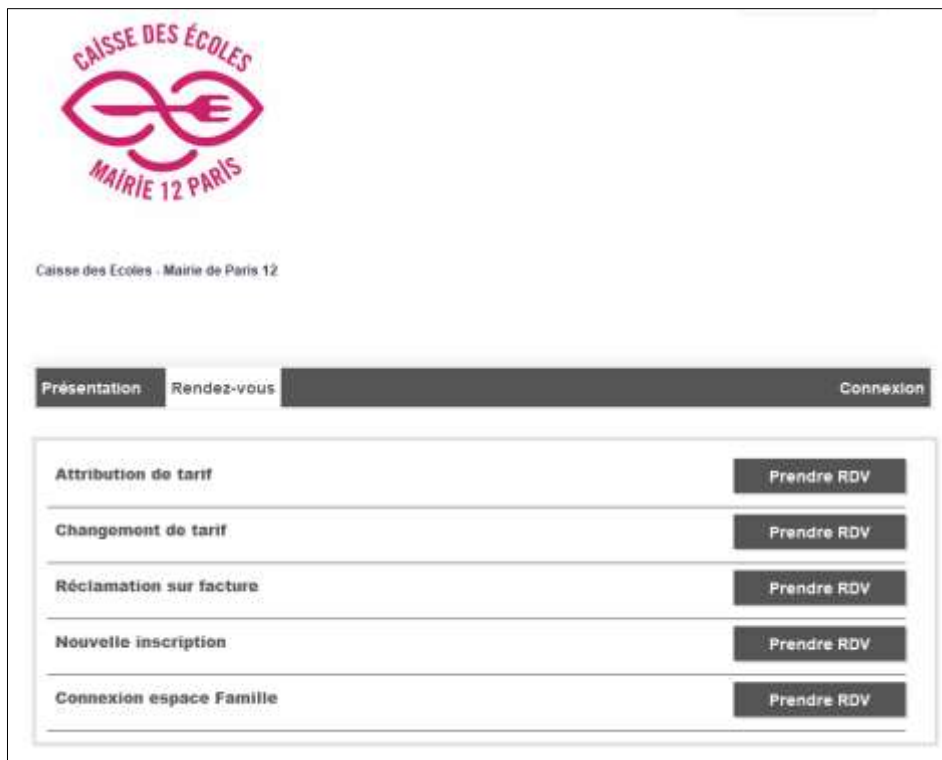 CAISSE DES ÉCOLES
MAIRIE 12 PARIS
Caisse des Ecoles - Mairie de Paris 12
Présentation Rendez-vous Connexion
Attribution de tarif Prendre RDV
Changement de tarif Prendre RDV
Réclamation sur facture Prendre RDV
Nouvelle inscription Prendre RDV
Connexion espace Famille Prendre RDV